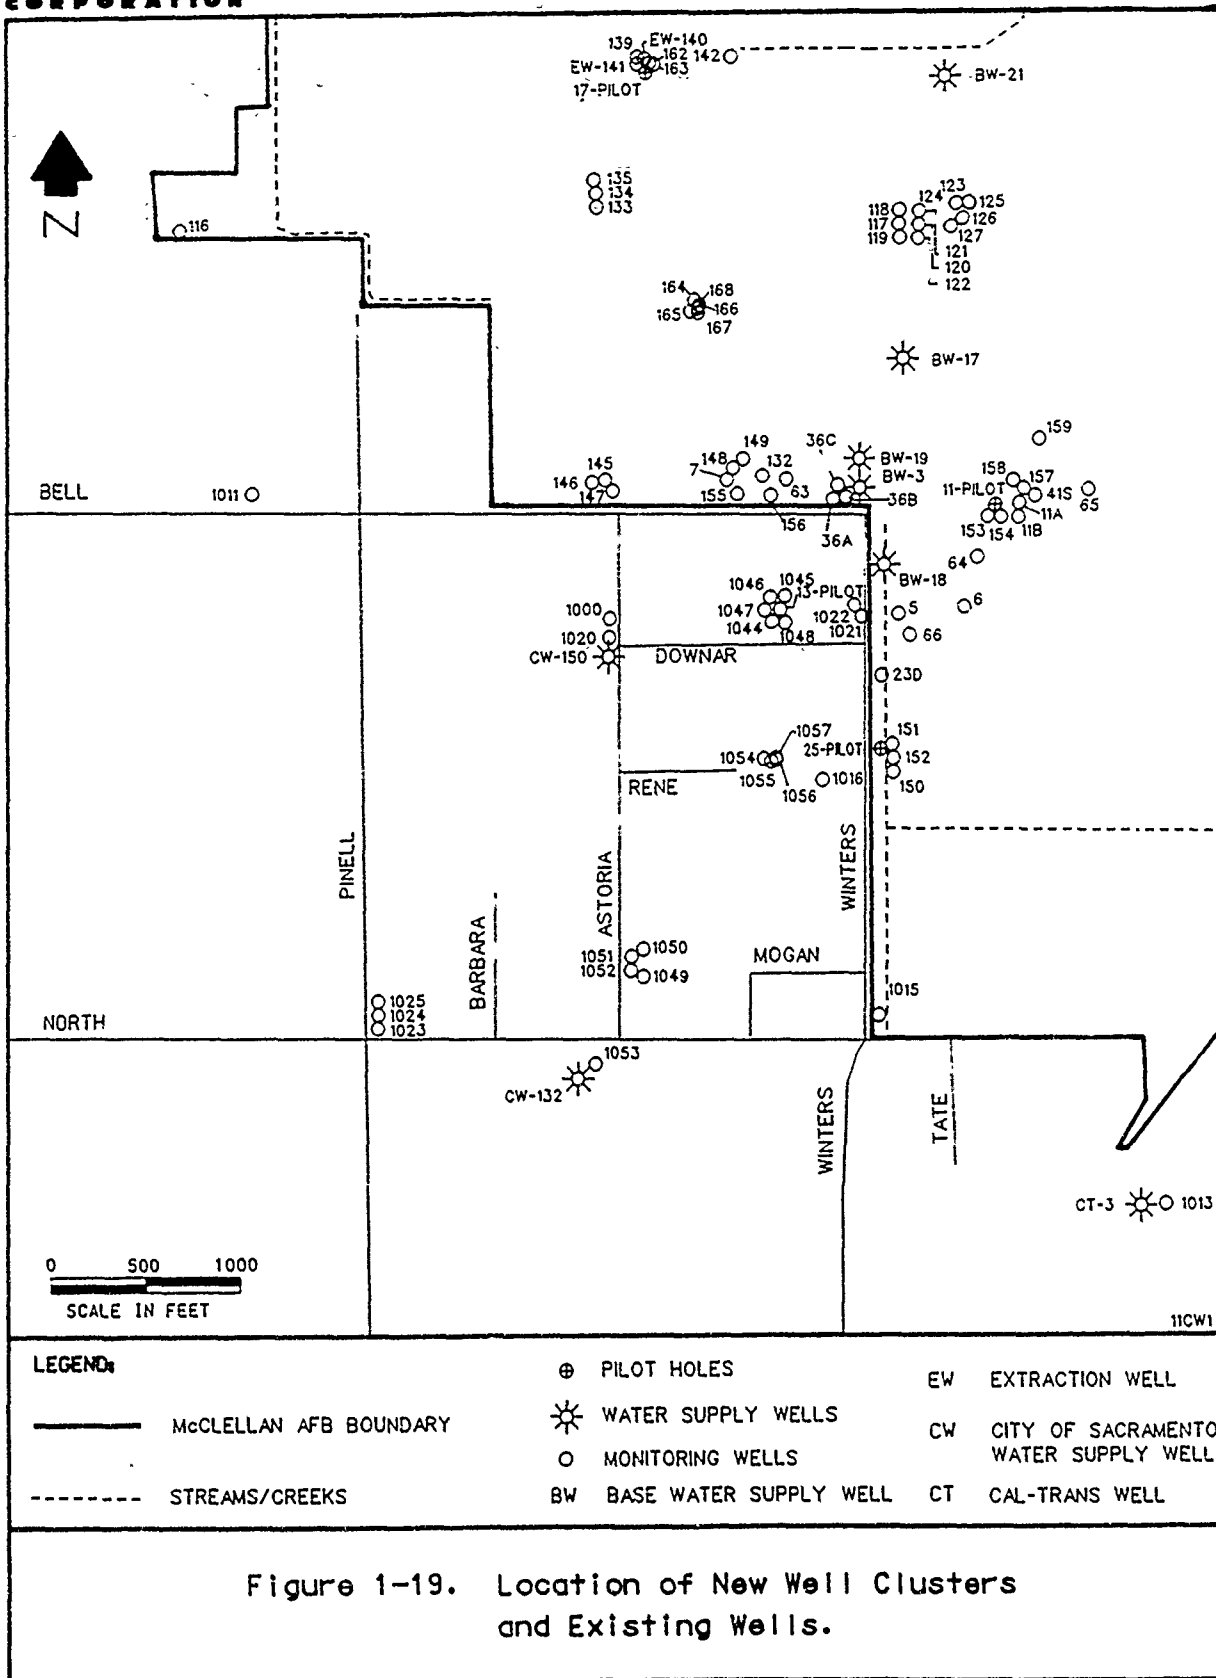 CORPORATION
139
EW-140
EW-141
162
163
142
17-PILOT
BW-21
N
135
134
133
116
123
124
125
118
117
119
126
127
121
120
122
164
168
166
165
167
BW-17
159
149
148
7
132
36C
BW-19
BW-3
145
146
147
155
63
156
36B
36A
158
157
11-PILOT
41S
65
11A
153
154
11B
BELL
1011
64
BW-18
1046
1045
13-PILOT
1047
1022
1044
1048
1021
5
6
66
1000
1020
CW-150
DOWNAR
23D
1057
25-PILOT
151
1054
152
1055
1056
1016
150
RENE
PINELL
ASTORIA
WINTERS
BARBARA
1050
1051
1052
1049
MOGAN
1025
1024
1023
1015
NORTH
1053
CW-132
WINTERS
TATE
CT-3
1013
0 500 1000
SCALE IN FEET
11CW1
LEGEND:
McCLELLAN AFB BOUNDARY
STREAMS/CREEKS
PILOT HOLES
WATER SUPPLY WELLS
MONITORING WELLS
BW BASE WATER SUPPLY WELL
EW EXTRACTION WELL
CW CITY OF SACRAMENTO
WATER SUPPLY WELL
CT CAL-TRANS WELL
Figure 1-19. Location of New Well Clusters
and Existing Wells.